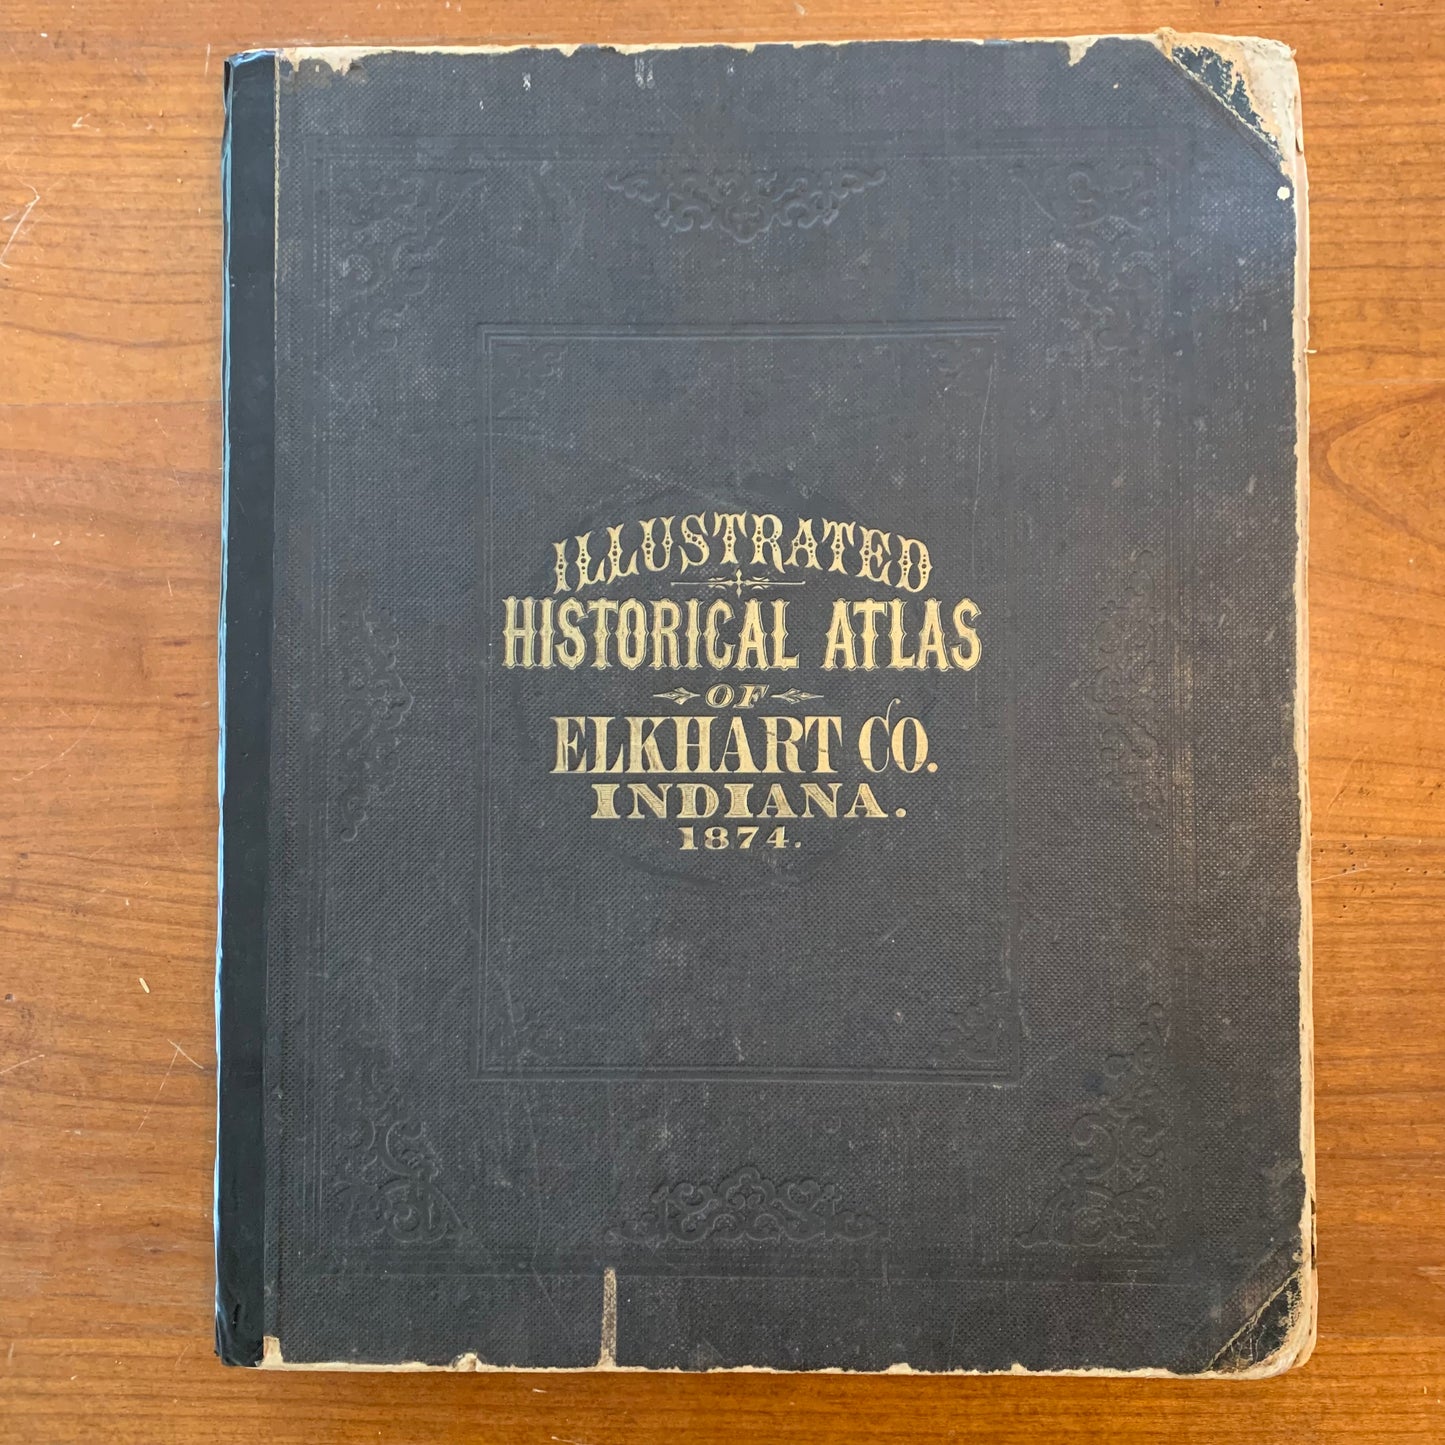 ILLUSTRATED
HISTORICAL ATLAS
OF
ELKHART CO.
INDIANA.
1874.